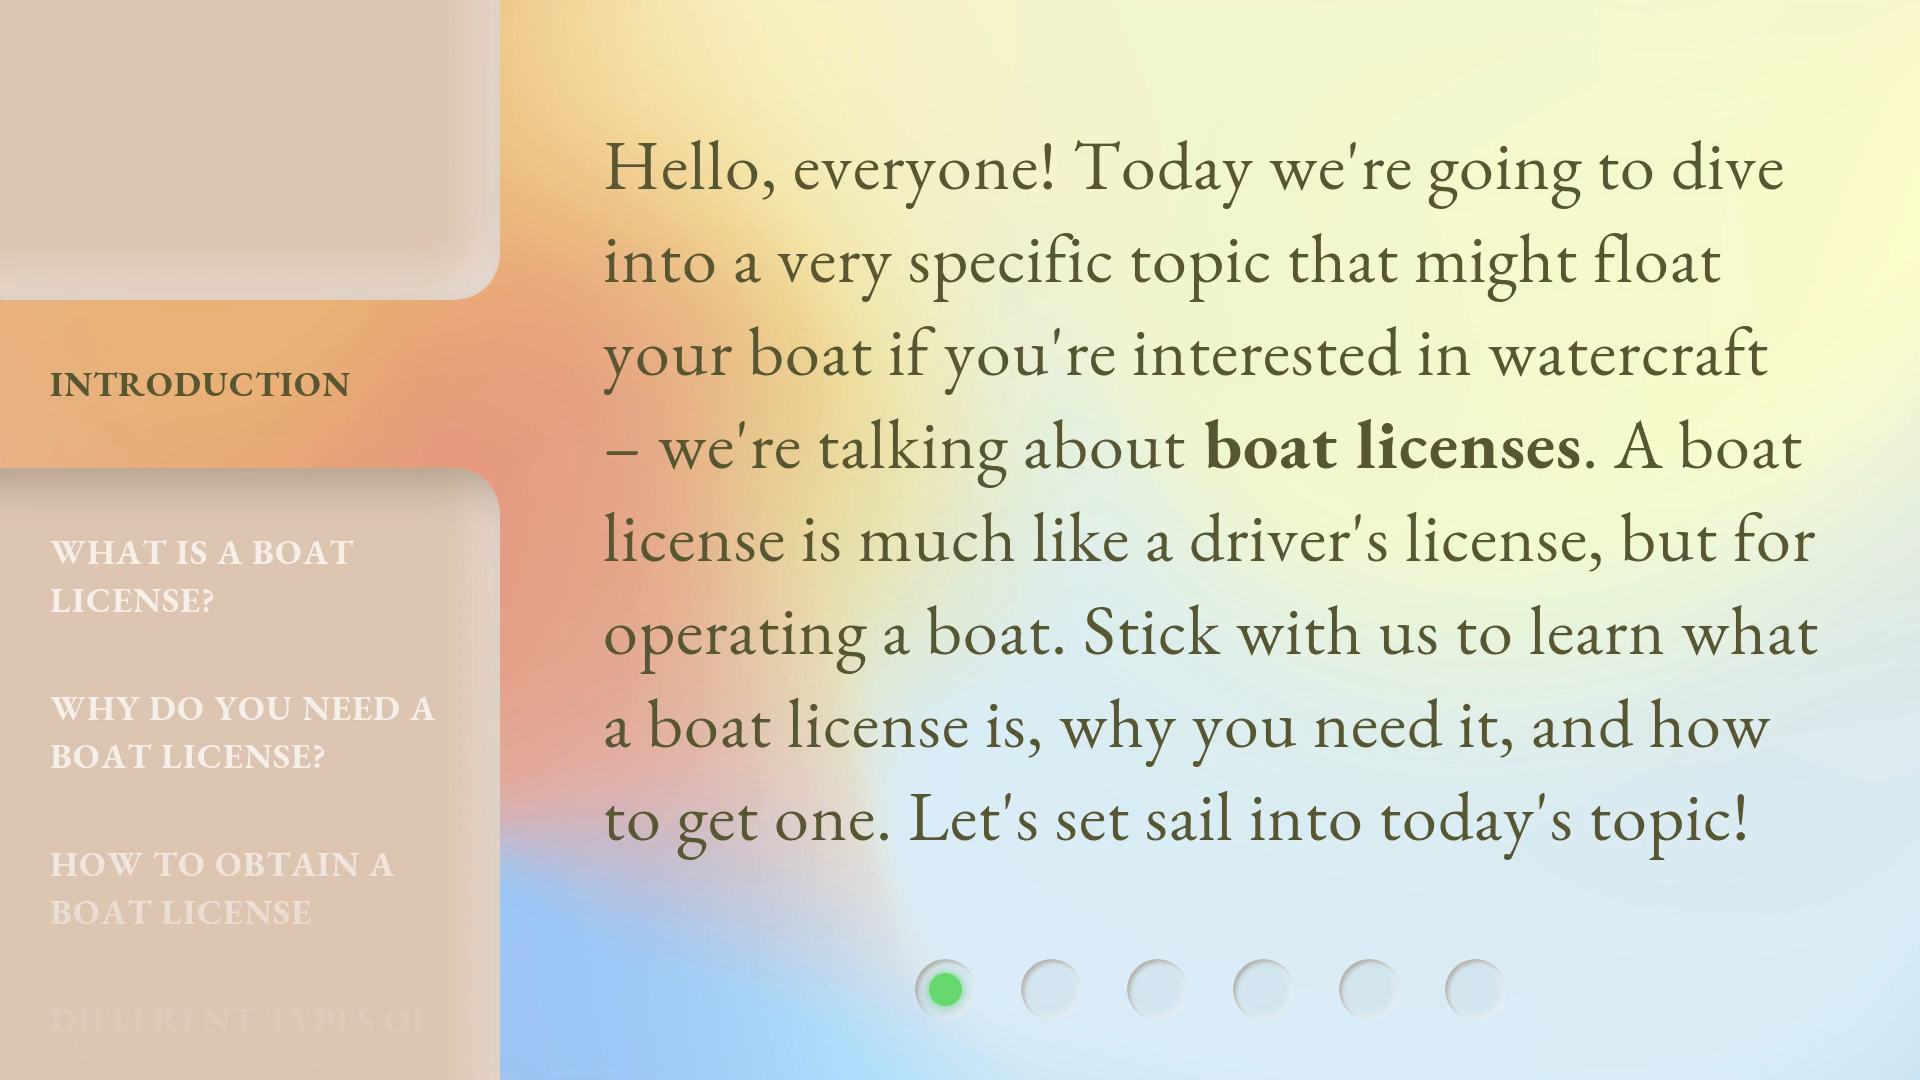 INTRODUCTION
WHAT IS A BOAT
LICENSE?
WHY DO YOU NEED A
BOAT LICENSE?
HOW TO OBTAIN A
BOAT LICENSE
DIFFERENT TYPES OF
Hello, everyone! Today we're going to dive
into a very specific topic that might float
your boat if you're interested in watercraft
– we're talking about boat licenses. A boat
license is much like a driver's license, but for
operating a boat. Stick with us to learn what
a boat license is, why you need it, and how
to get one. Let's set sail into today's topic!